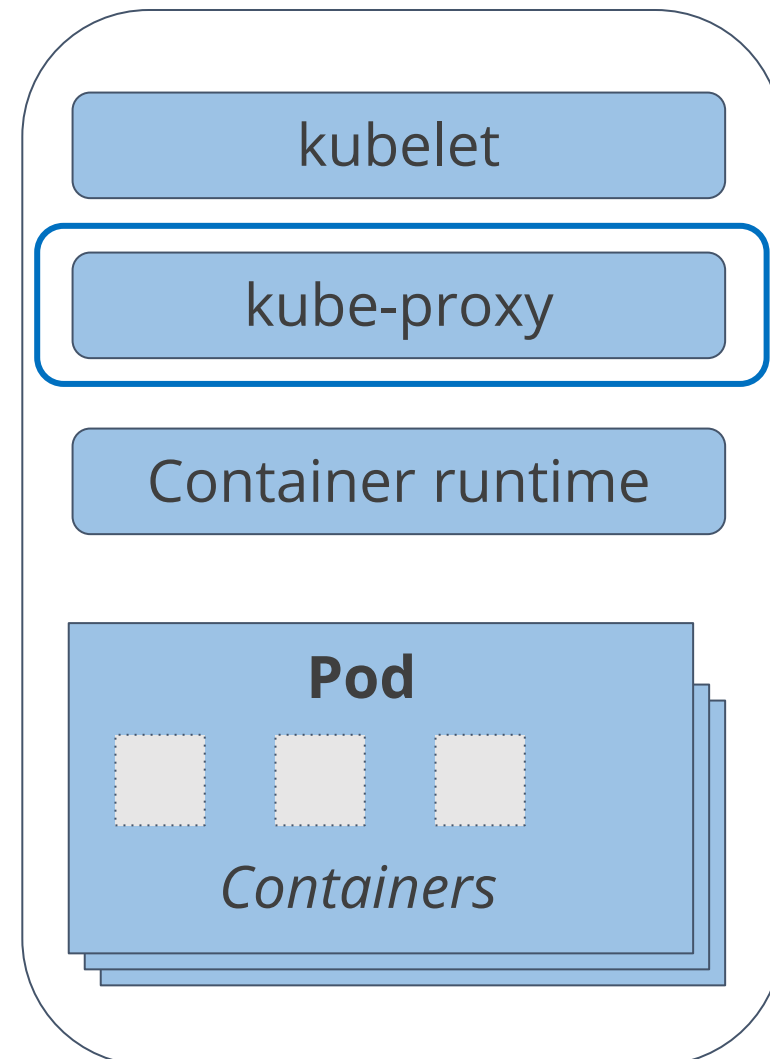 kubelet
kube-proxy
Container runtime
Pod
Containers